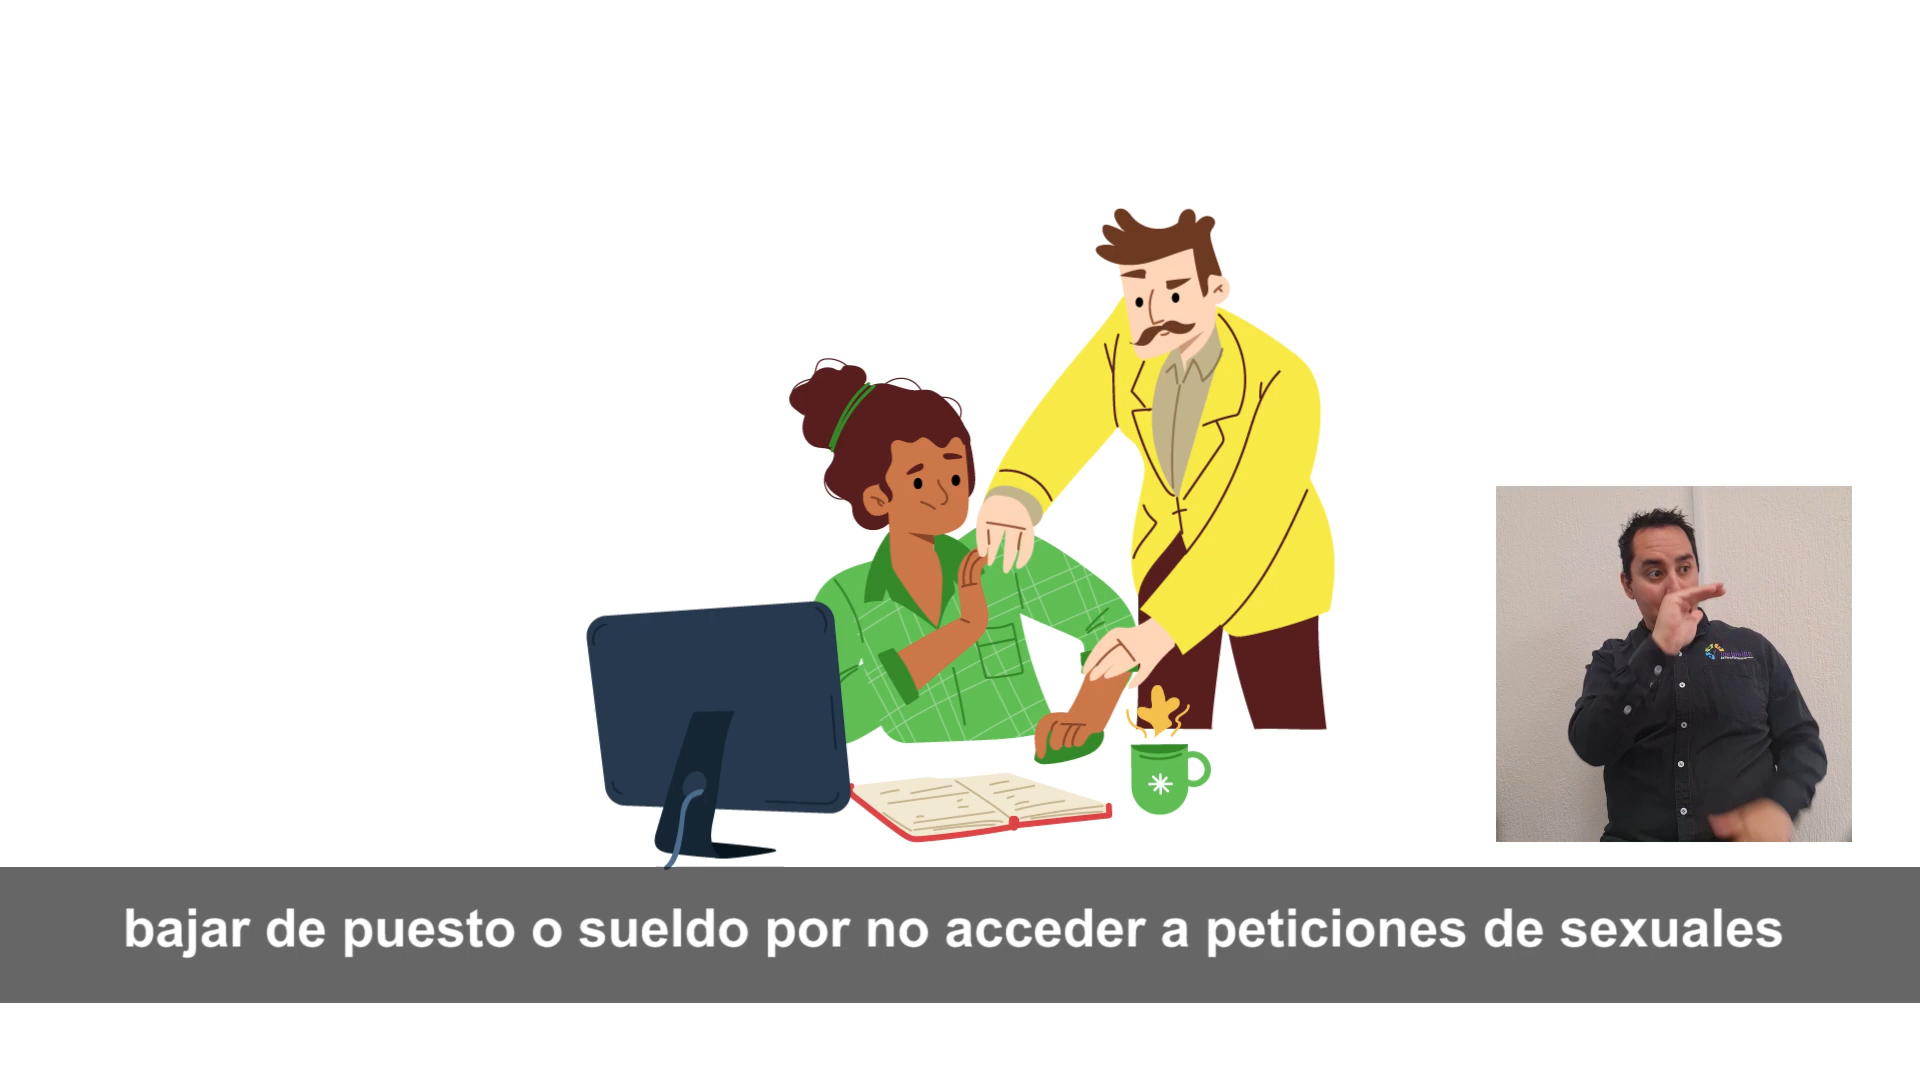 bajar de puesto o sueldo por no acceder a peticiones de sexuales